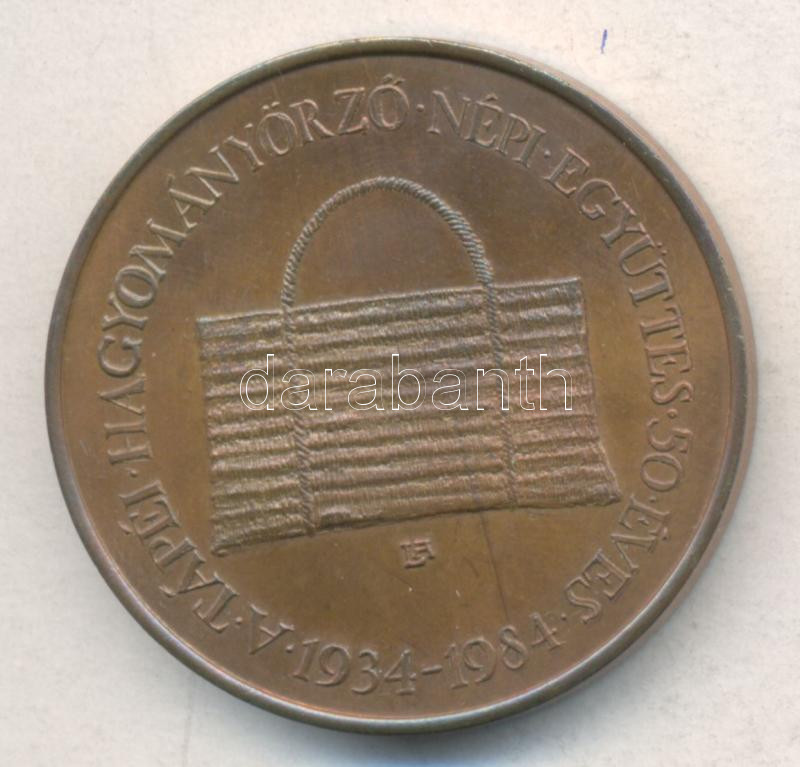 A · TÁPÉI · HAGYOMÁNYŐRZŐ · NÉPI · EGYÜTTES · 50 · ÉVES · 1934-1984 ·
darabanth